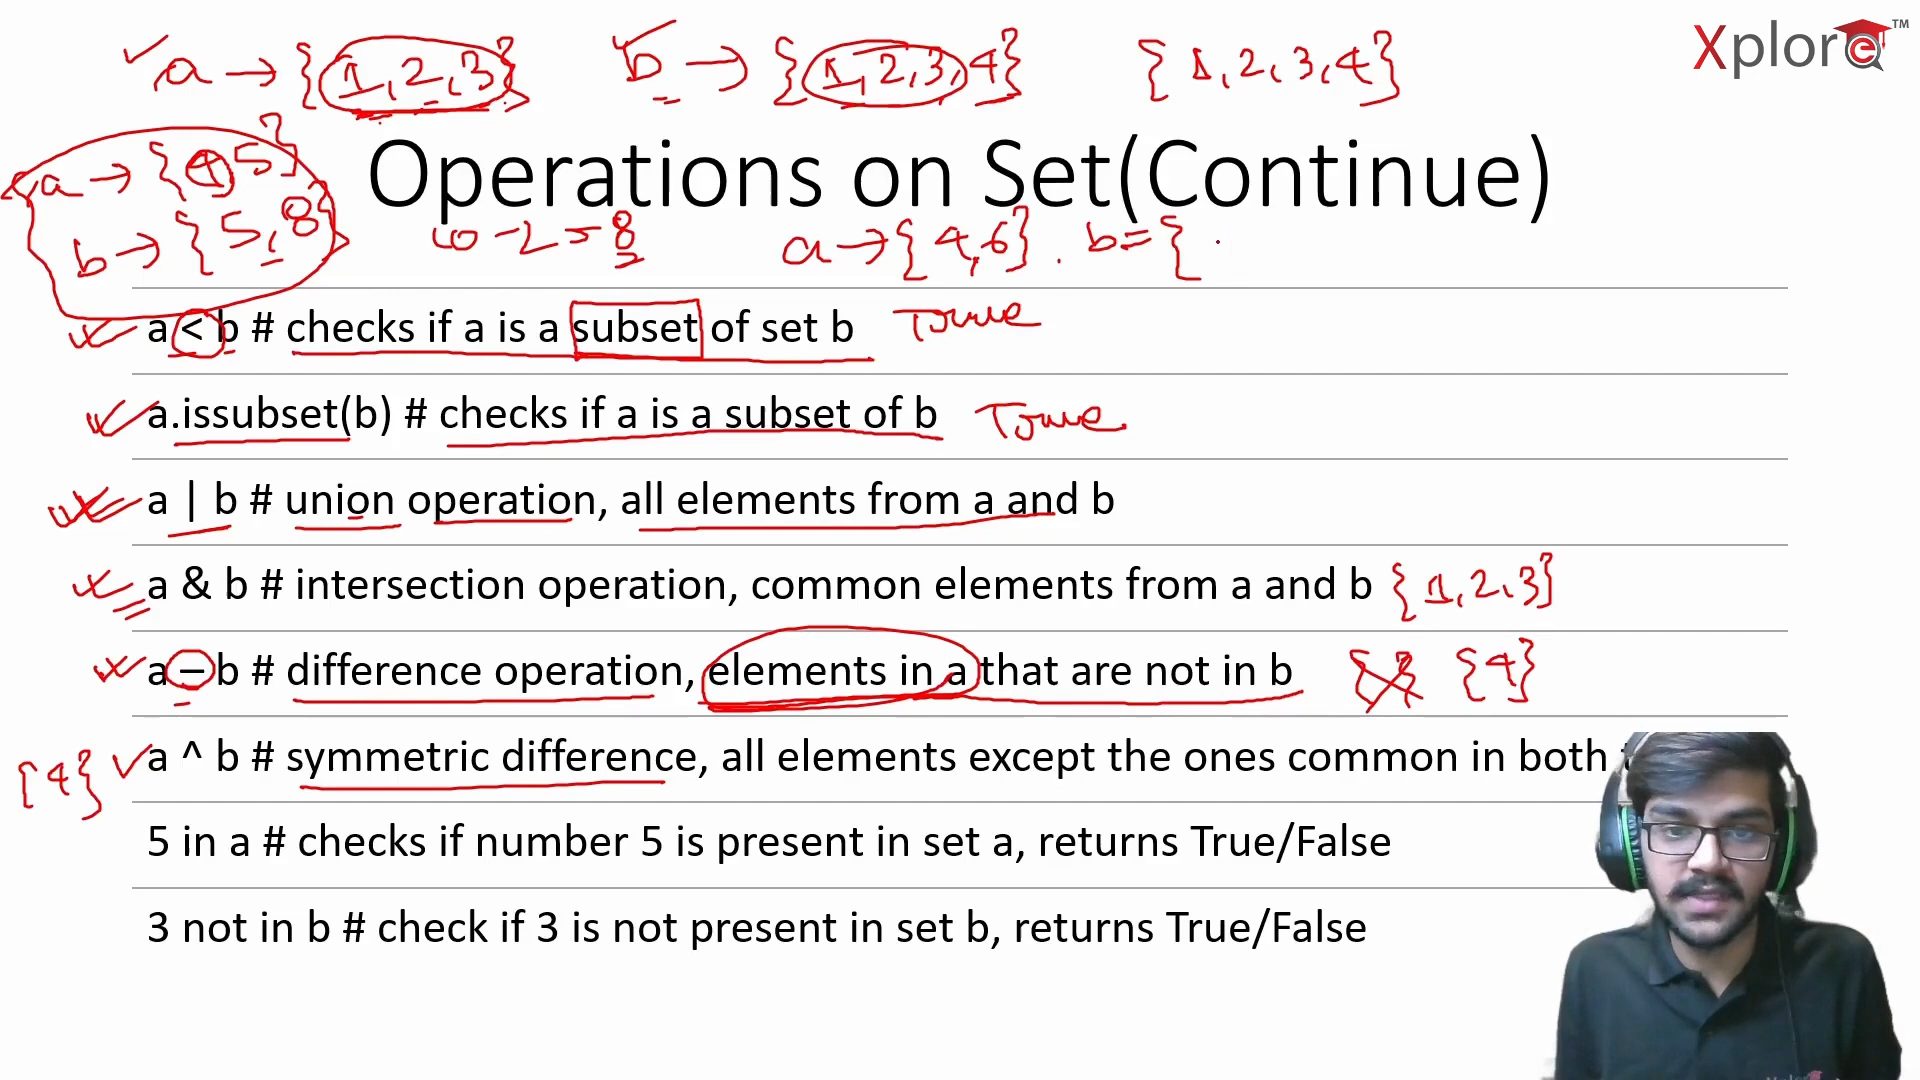 a → {1,2,3} b → {1,2,3,4} {1,2,3,4}
Xplore™
a → {4 5}
Operations on Set(Continue)
b → {5,8}
10 - 2 = 8
a → {4,6} . b = {
a < b # checks if a is a subset of set b True
a.issubset(b) # checks if a is a subset of b True
a | b # union operation, all elements from a and b
a & b # intersection operation, common elements from a and b {1,2,3}
a – b # difference operation, elements in a that are not in b {4}
{4} a ^ b # symmetric difference, all elements except the ones common in both
5 in a # checks if number 5 is present in set a, returns True/False
3 not in b # check if 3 is not present in set b, returns True/False